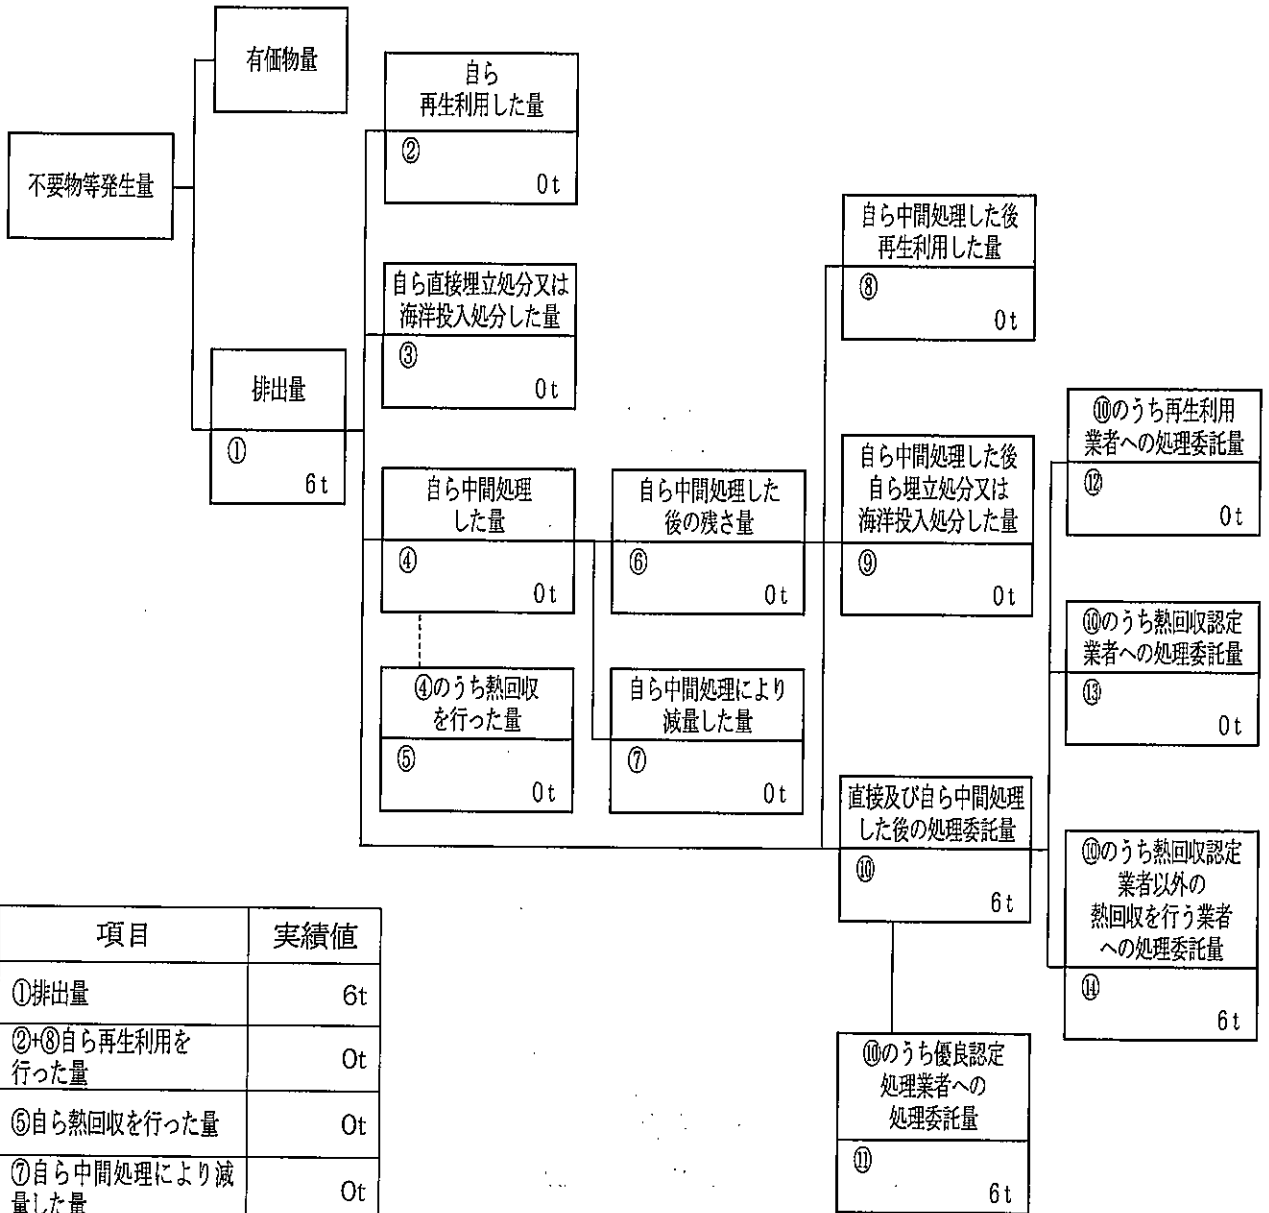 有価物量
不要物等発生量
排出量
①
6t
自ら
再生利用した量
②
0t
自ら直接埋立処分又は
海洋投入処分した量
③
0t
自ら中間処理
した量
④
0t
④のうち熱回収
を行った量
⑤
0t
自ら中間処理した
後の残さ量
⑥
0t
自ら中間処理により
減量した量
⑦
0t
自ら中間処理した後
再生利用した量
⑧
0t
自ら中間処理した後
自ら埋立処分又は
海洋投入処分した量
⑨
0t
直接及び自ら中間処理
した後の処理委託量
⑩
6t
⑩のうち優良認定
処理業者への
処理委託量
⑪
6t
⑩のうち再生利用
業者への処理委託量
⑫
0t
⑩のうち熱回収認定
業者への処理委託量
⑬
0t
⑩のうち熱回収認定
業者以外の
熱回収を行う業者
への処理委託量
⑭
6t
項目 実績値
①排出量 6t
②+⑧自ら再生利用を
行った量 0t
⑤自ら熱回収を行った量 0t
⑦自ら中間処理により減
量した量 0t